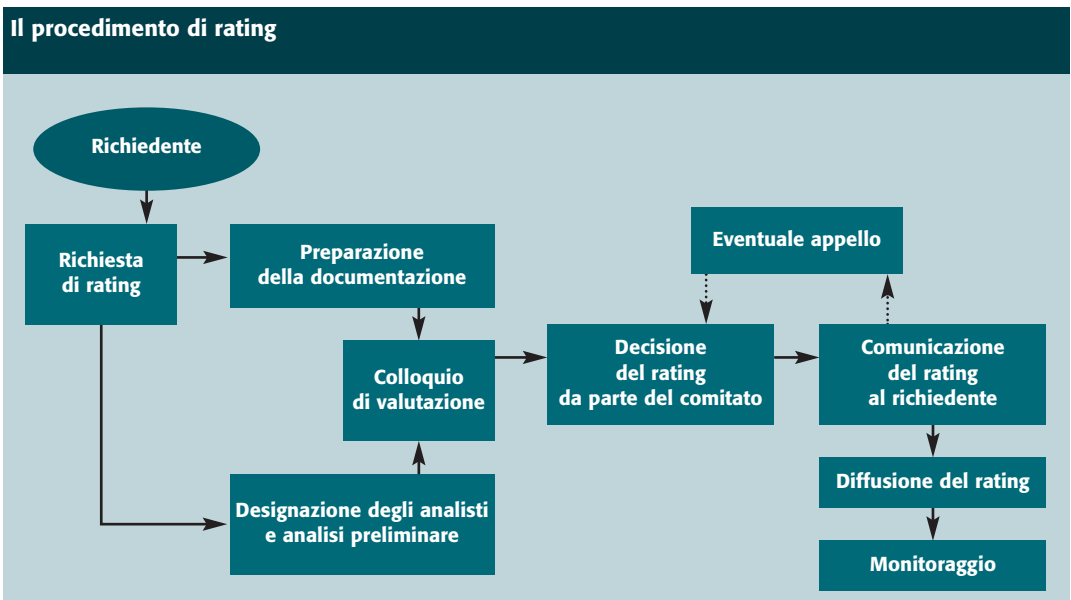 Il procedimento di rating
Richiedente
Richiesta
di rating
Preparazione
della documentazione
Colloquio
di valutazione
Designazione degli analisti
e analisi preliminare
Decisione
del rating
da parte del comitato
Eventuale appello
Comunicazione
del rating
al richiedente
Diffusione del rating
Monitoraggio